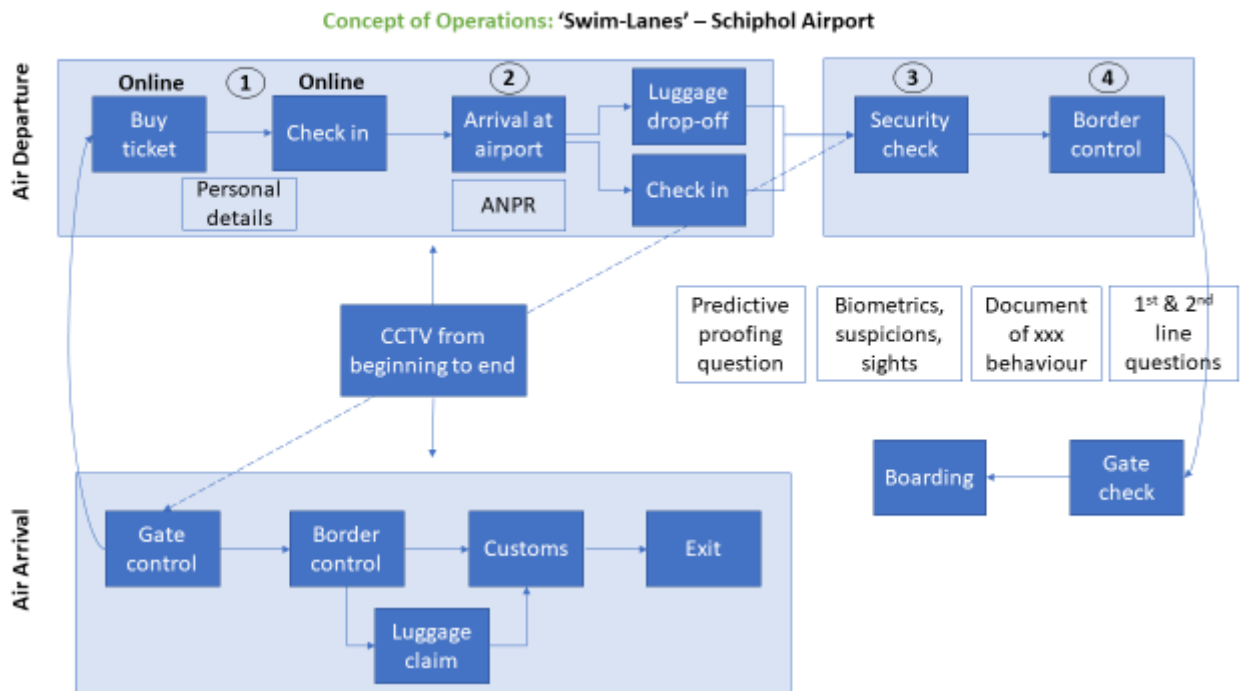 Concept of Operations: ‘Swim-Lanes’ – Schiphol Airport
Air Departure
Online
1
Online
2
3
4
Buy
ticket
Check in
Arrival at
airport
Luggage
drop-off
Check in
Security
check
Border
control
Personal
details
ANPR
CCTV from
beginning to end
Predictive
proofing
question
Biometrics,
suspicions,
sights
Document
of xxx
behaviour
1st & 2nd
line
questions
Boarding
Gate
check
Air Arrival
Gate
control
Border
control
Customs
Exit
Luggage
claim